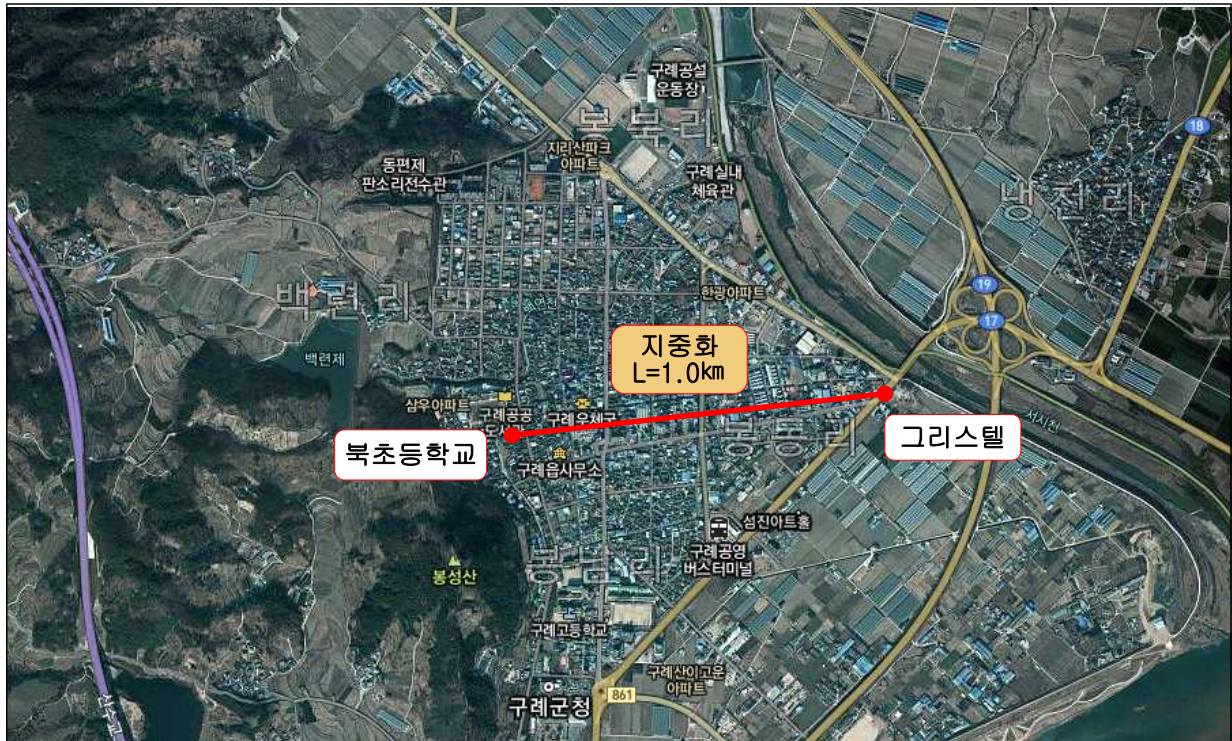 구례공설
운동장
봉북리
지리산파크
아파트
동편제
판소리전수관
구례실내
체육관
18
냉천리
백련리
19
17
한광아파트
지중화
L=1.0㎞
백련제
삼우아파트
구례공공
도서관
구례우체국
북초등학교
봉동리
그리스텔
서시천
구례읍사무소
섬진아트홀
구례공영
버스터미널
봉남리
봉성산
구례고등학교
구례산이고운
아파트
861
구례군청